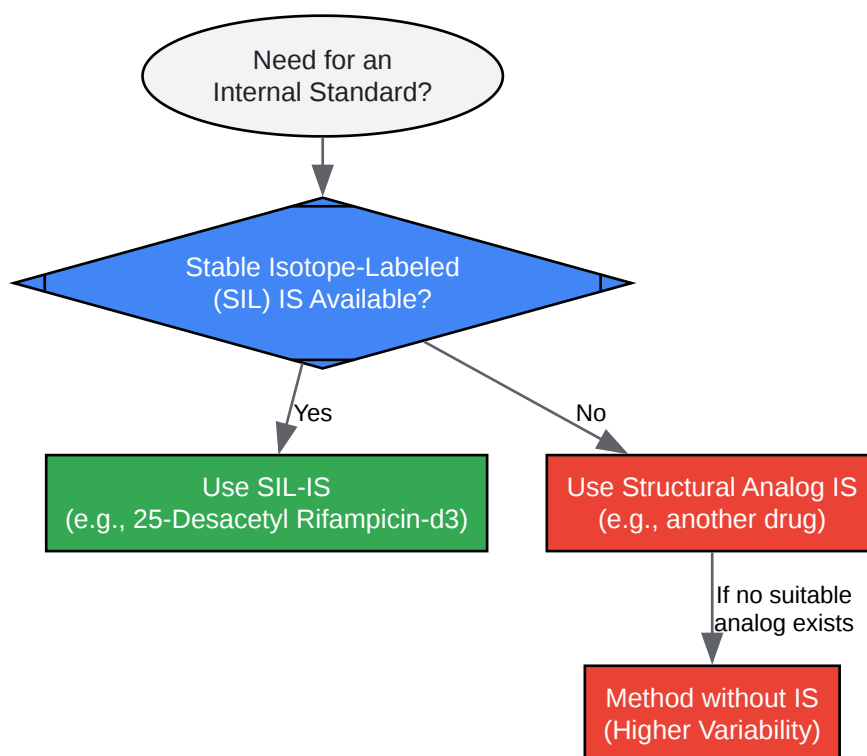 Need for an
Internal Standard?
Stable Isotope-Labeled
(SIL) IS Available?
Yes
No
Use SIL-IS
(e.g., 25-Desacetyl Rifampicin-d3)
Use Structural Analog IS
(e.g., another drug)
If no suitable
analog exists
Method without IS
(Higher Variability)